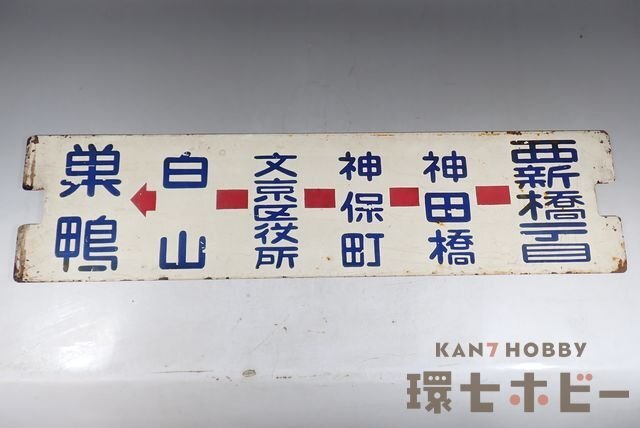 西新橋一丁目
神田橋
神保町
文京区役所
白山
巣鴨
KAN7 HOBBY
環七ホビー